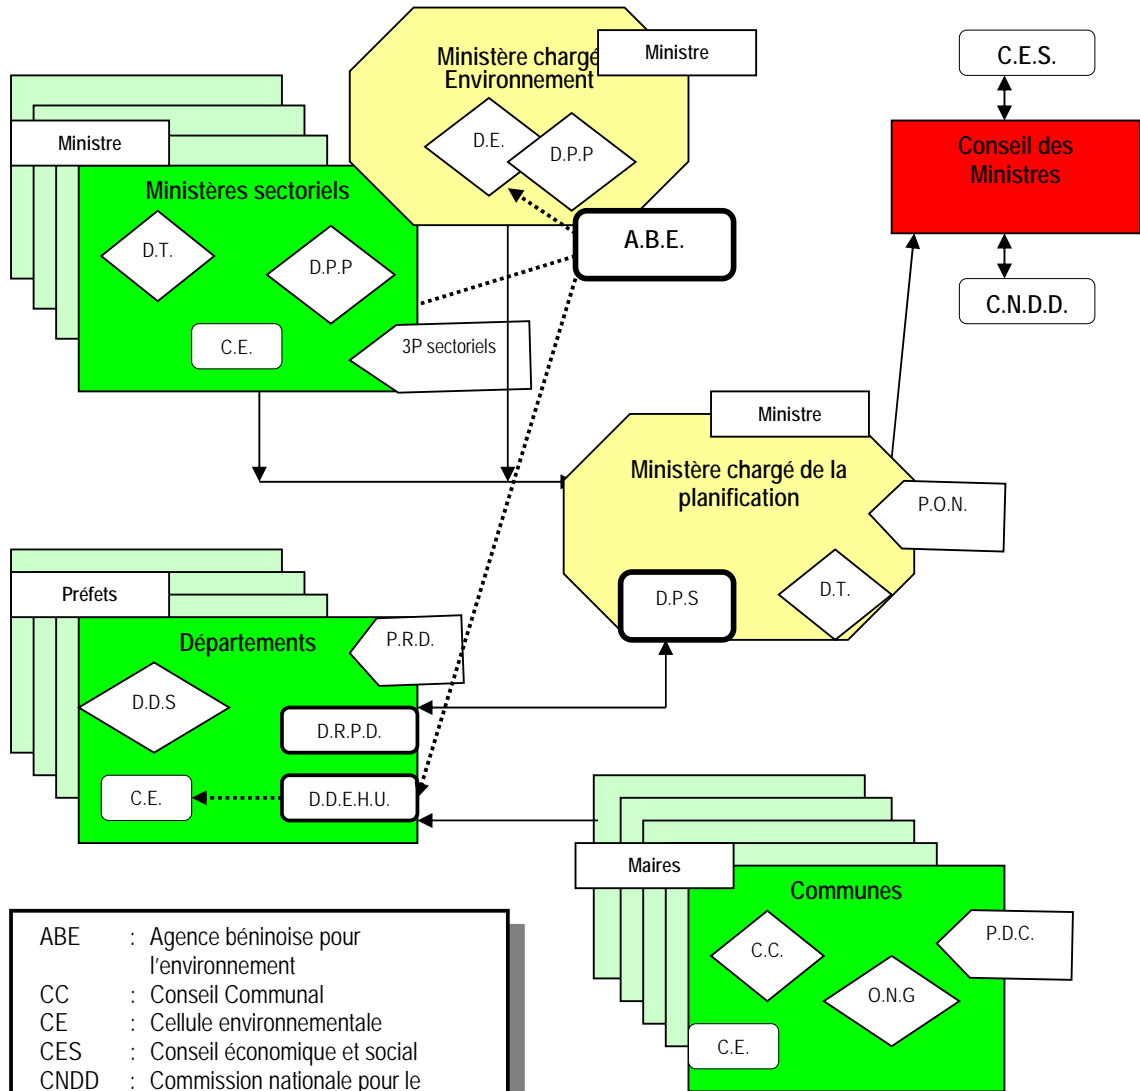 Ministère chargé
Environnement
Ministre
D.E.
D.P.P
A.B.E.
C.E.S.
Conseil des
Ministres
C.N.D.D.
Ministre
Ministères sectoriels
D.T.
D.P.P
C.E.
3P sectoriels
Ministre
Ministère chargé de la
planification
P.O.N.
D.P.S
D.T.
Préfets
Départements
P.R.D.
D.D.S
D.R.P.D.
C.E.
D.D.E.H.U.
Maires
Communes
C.C.
P.D.C.
O.N.G
C.E.
ABE : Agence béninoise pour
l'environnement
CC : Conseil Communal
CE : Cellule environnementale
CES : Conseil économique et social
CNDD : Commission nationale pour le